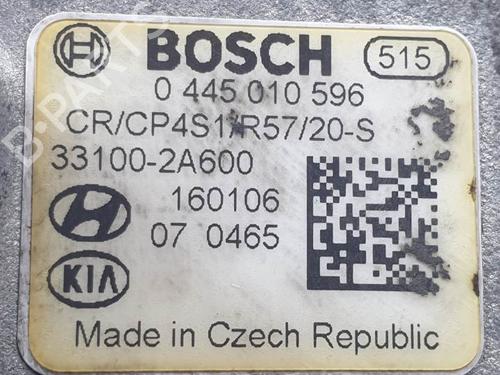 BOSCH 515
0 445 010 596
CR/CP4S1/R57/20-S
33100-2A600
160106
07 0465
KIA
Made in Czech Republic
B-PARTS